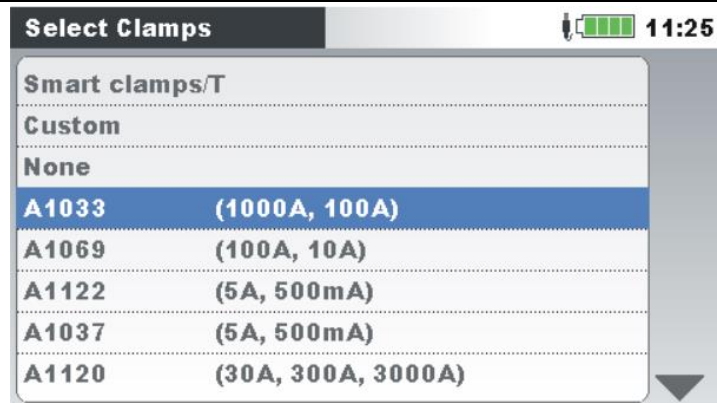 Select Clamps 11:25
Smart clamps/T
Custom
None
A1033 (1000A, 100A)
A1069 (100A, 10A)
A1122 (5A, 500mA)
A1037 (5A, 500mA)
A1120 (30A, 300A, 3000A)